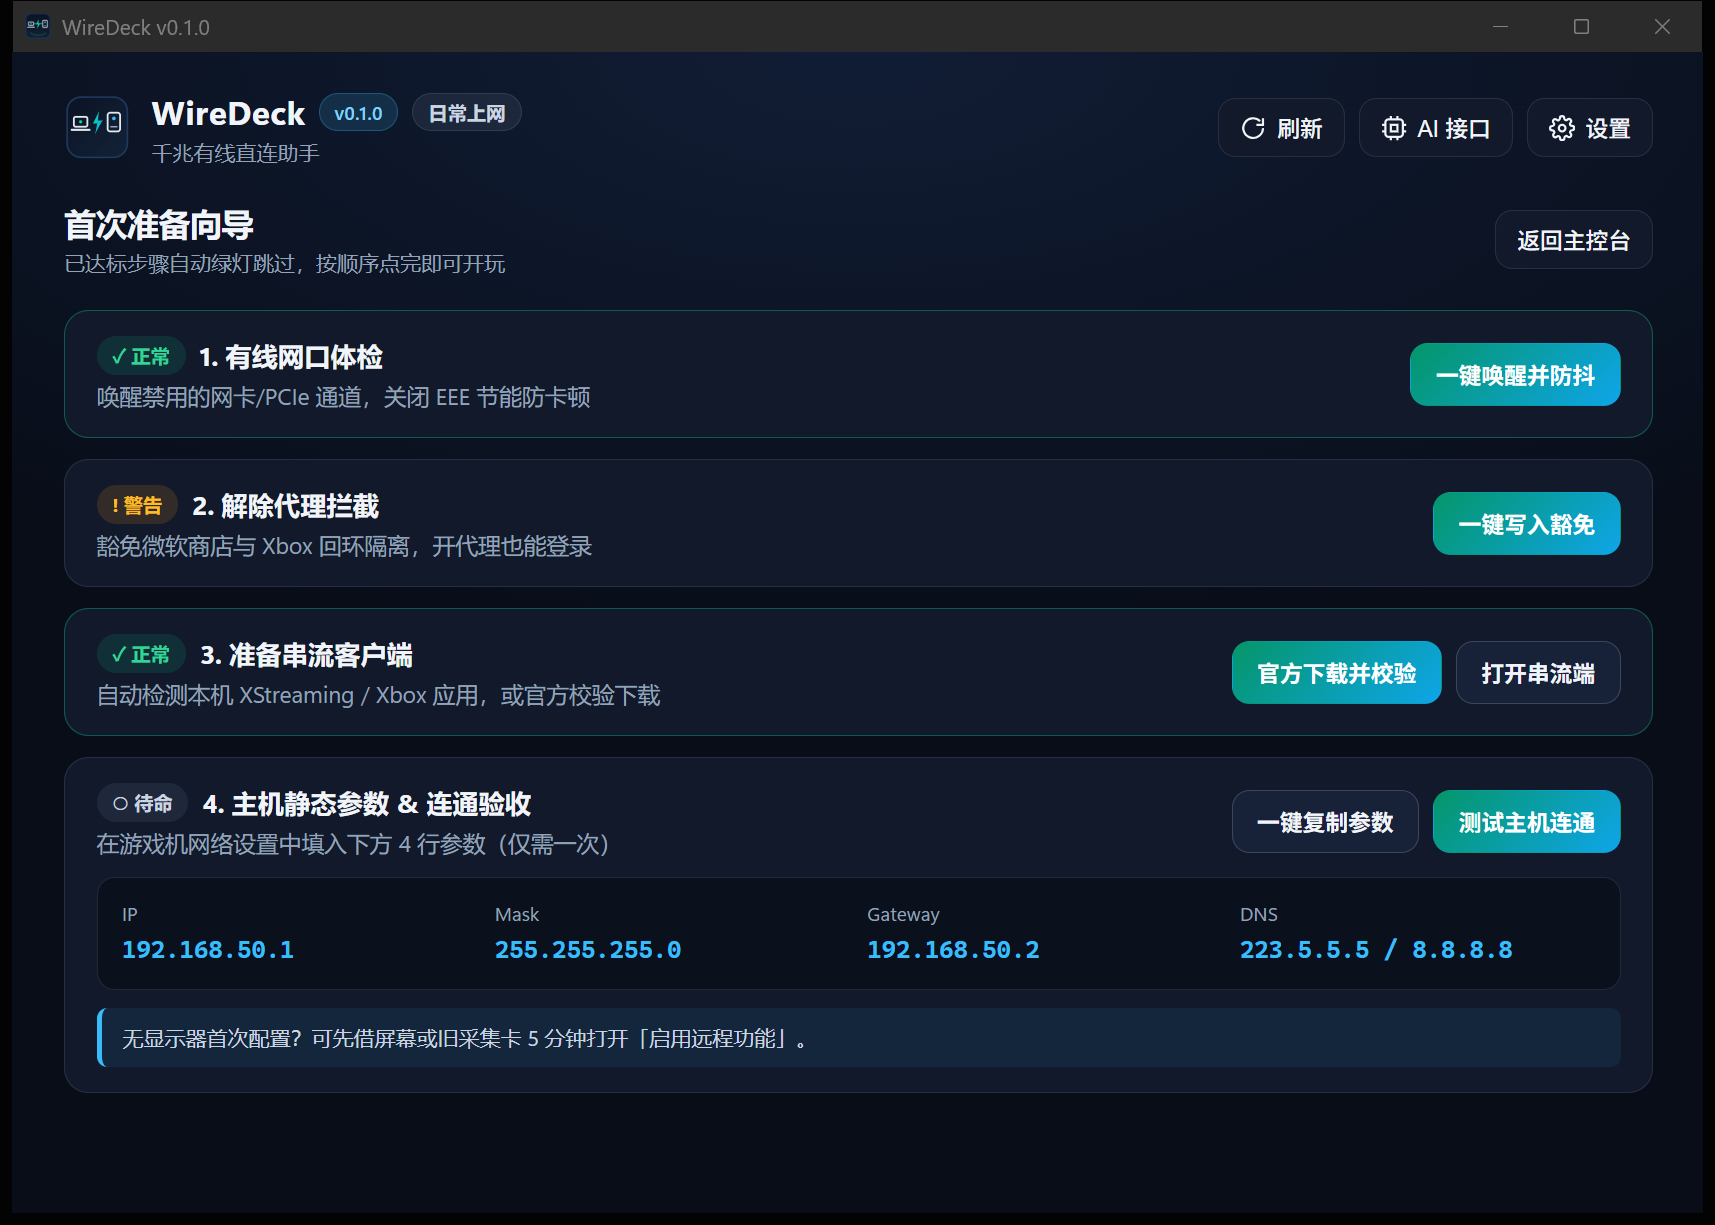 WireDeck v0.1.0
WireDeck v0.1.0 日常上网
千兆有线直连助手
刷新 AI 接口 设置
首次准备向导
已达标步骤自动绿灯跳过，按顺序点完即可开玩
返回主控台
✓ 正常 1. 有线网口体检
唤醒禁用的网卡/PCIe 通道，关闭 EEE 节能防卡顿
一键唤醒并防抖
! 警告 2. 解除代理拦截
豁免微软商店与 Xbox 回环隔离，开代理也能登录
一键写入豁免
✓ 正常 3. 准备串流客户端
自动检测本机 XStreaming / Xbox 应用，或官方校验下载
官方下载并校验 打开串流端
○ 待命 4. 主机静态参数 & 连通验收
在游戏机网络设置中填入下方 4 行参数（仅需一次）
一键复制参数 测试主机连通
IP Mask Gateway DNS
192.168.50.1 255.255.255.0 192.168.50.2 223.5.5.5 / 8.8.8.8
无显示器首次配置？可先借屏幕或旧采集卡 5 分钟打开「启用远程功能」。